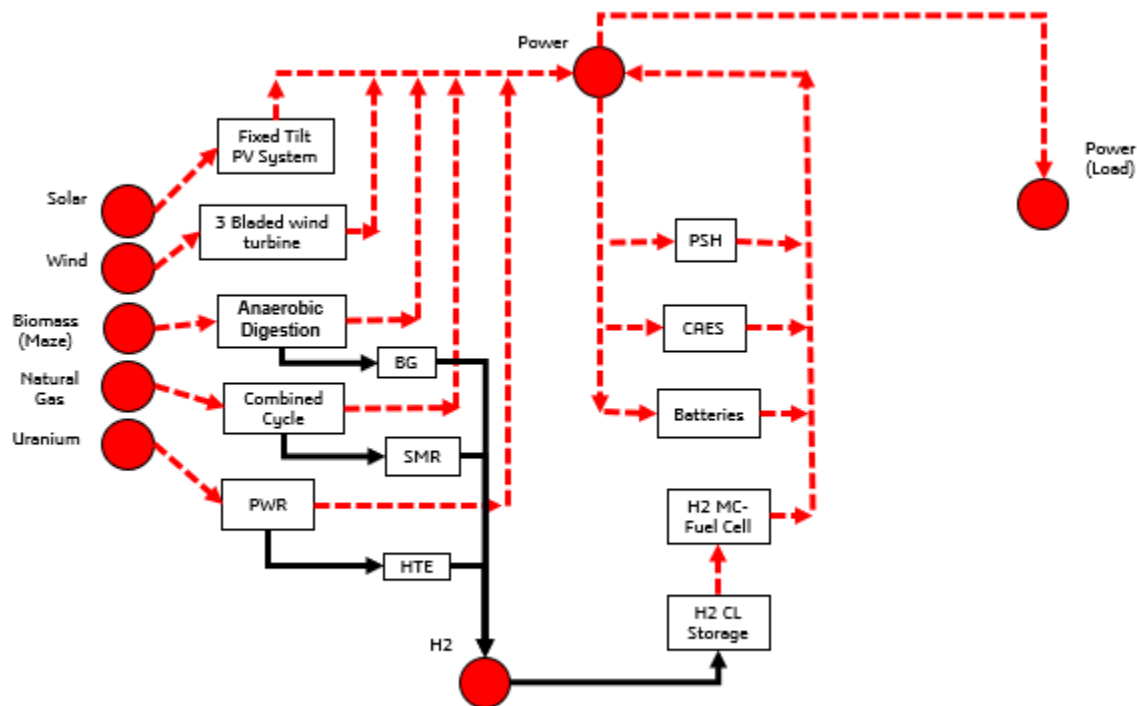 Power
Fixed Tilt
PV System
Power
(Load)
Solar
3 Bladed wind
turbine
PSH
Wind
Anaerobic
Digestion
Biomass
(Maze)
CAES
BG
Natural
Gas
Combined
Cycle
Batteries
Uranium
SMR
PWR
H2 MC-
Fuel Cell
HTE
H2 CL
Storage
H2